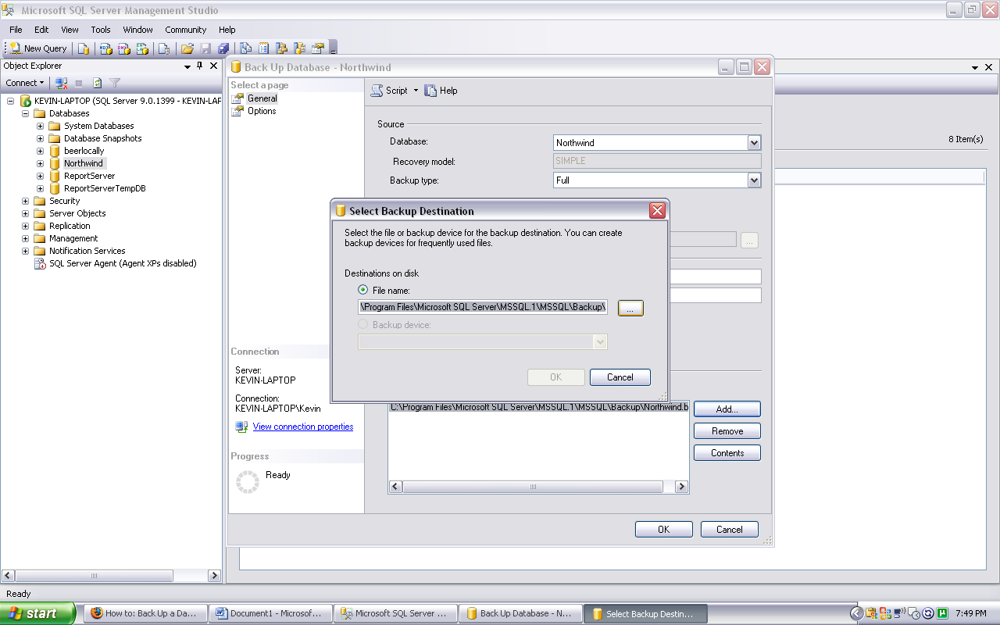 Microsoft SQL Server Management Studio
File Edit View Tools Window Community Help
New Query
Object Explorer
Connect
KEVIN-LAPTOP (SQL Server 9.0.1399 - KEVIN-LAP
Databases
System Databases
Database Snapshots
beerlocally
Northwind
ReportServer
ReportServerTempDB
Security
Server Objects
Replication
Management
Notification Services
SQL Server Agent (Agent XPs disabled)
8 Item(s)
Back Up Database - Northwind
Select a page
General
Options
Script Help
Source
Database: Northwind
Recovery model: SIMPLE
Backup type: Full
...
Select Backup Destination
Select the file or backup device for the backup destination. You can create
backup devices for frequently used files.
Destinations on disk
File name:
\Program Files\Microsoft SQL Server\MSSQL.1\MSSQL\Backup\ ...
Backup device:
OK Cancel
Connection
Server:
KEVIN-LAPTOP
Connection:
KEVIN-LAPTOP\Kevin
View connection properties
Progress
Ready
C:\Program Files\Microsoft SQL Server\MSSQL.1\MSSQL\Backup\Northwind.b
Add...
Remove
Contents
OK Cancel
Ready
start How to: Back Up a Da... Document1 - Microsof... Microsoft SQL Server ... Back Up Database - N... Select Backup Destin... 7:49 PM